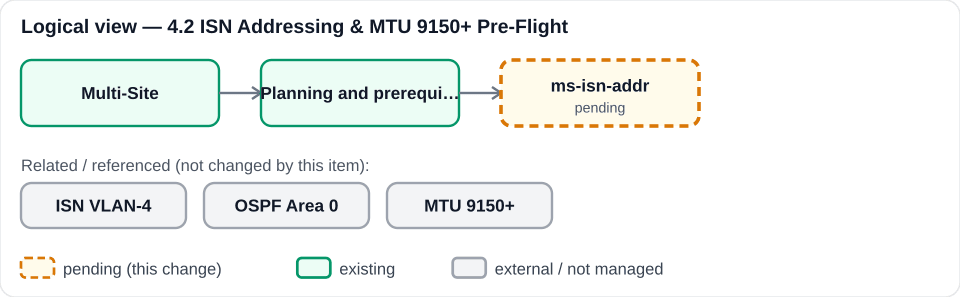 Logical view — 4.2 ISN Addressing & MTU 9150+ Pre-Flight
Multi-Site
Planning and prerequi…
ms-isn-addr
pending
Related / referenced (not changed by this item):
ISN VLAN-4
OSPF Area 0
MTU 9150+
pending (this change)
existing
external / not managed